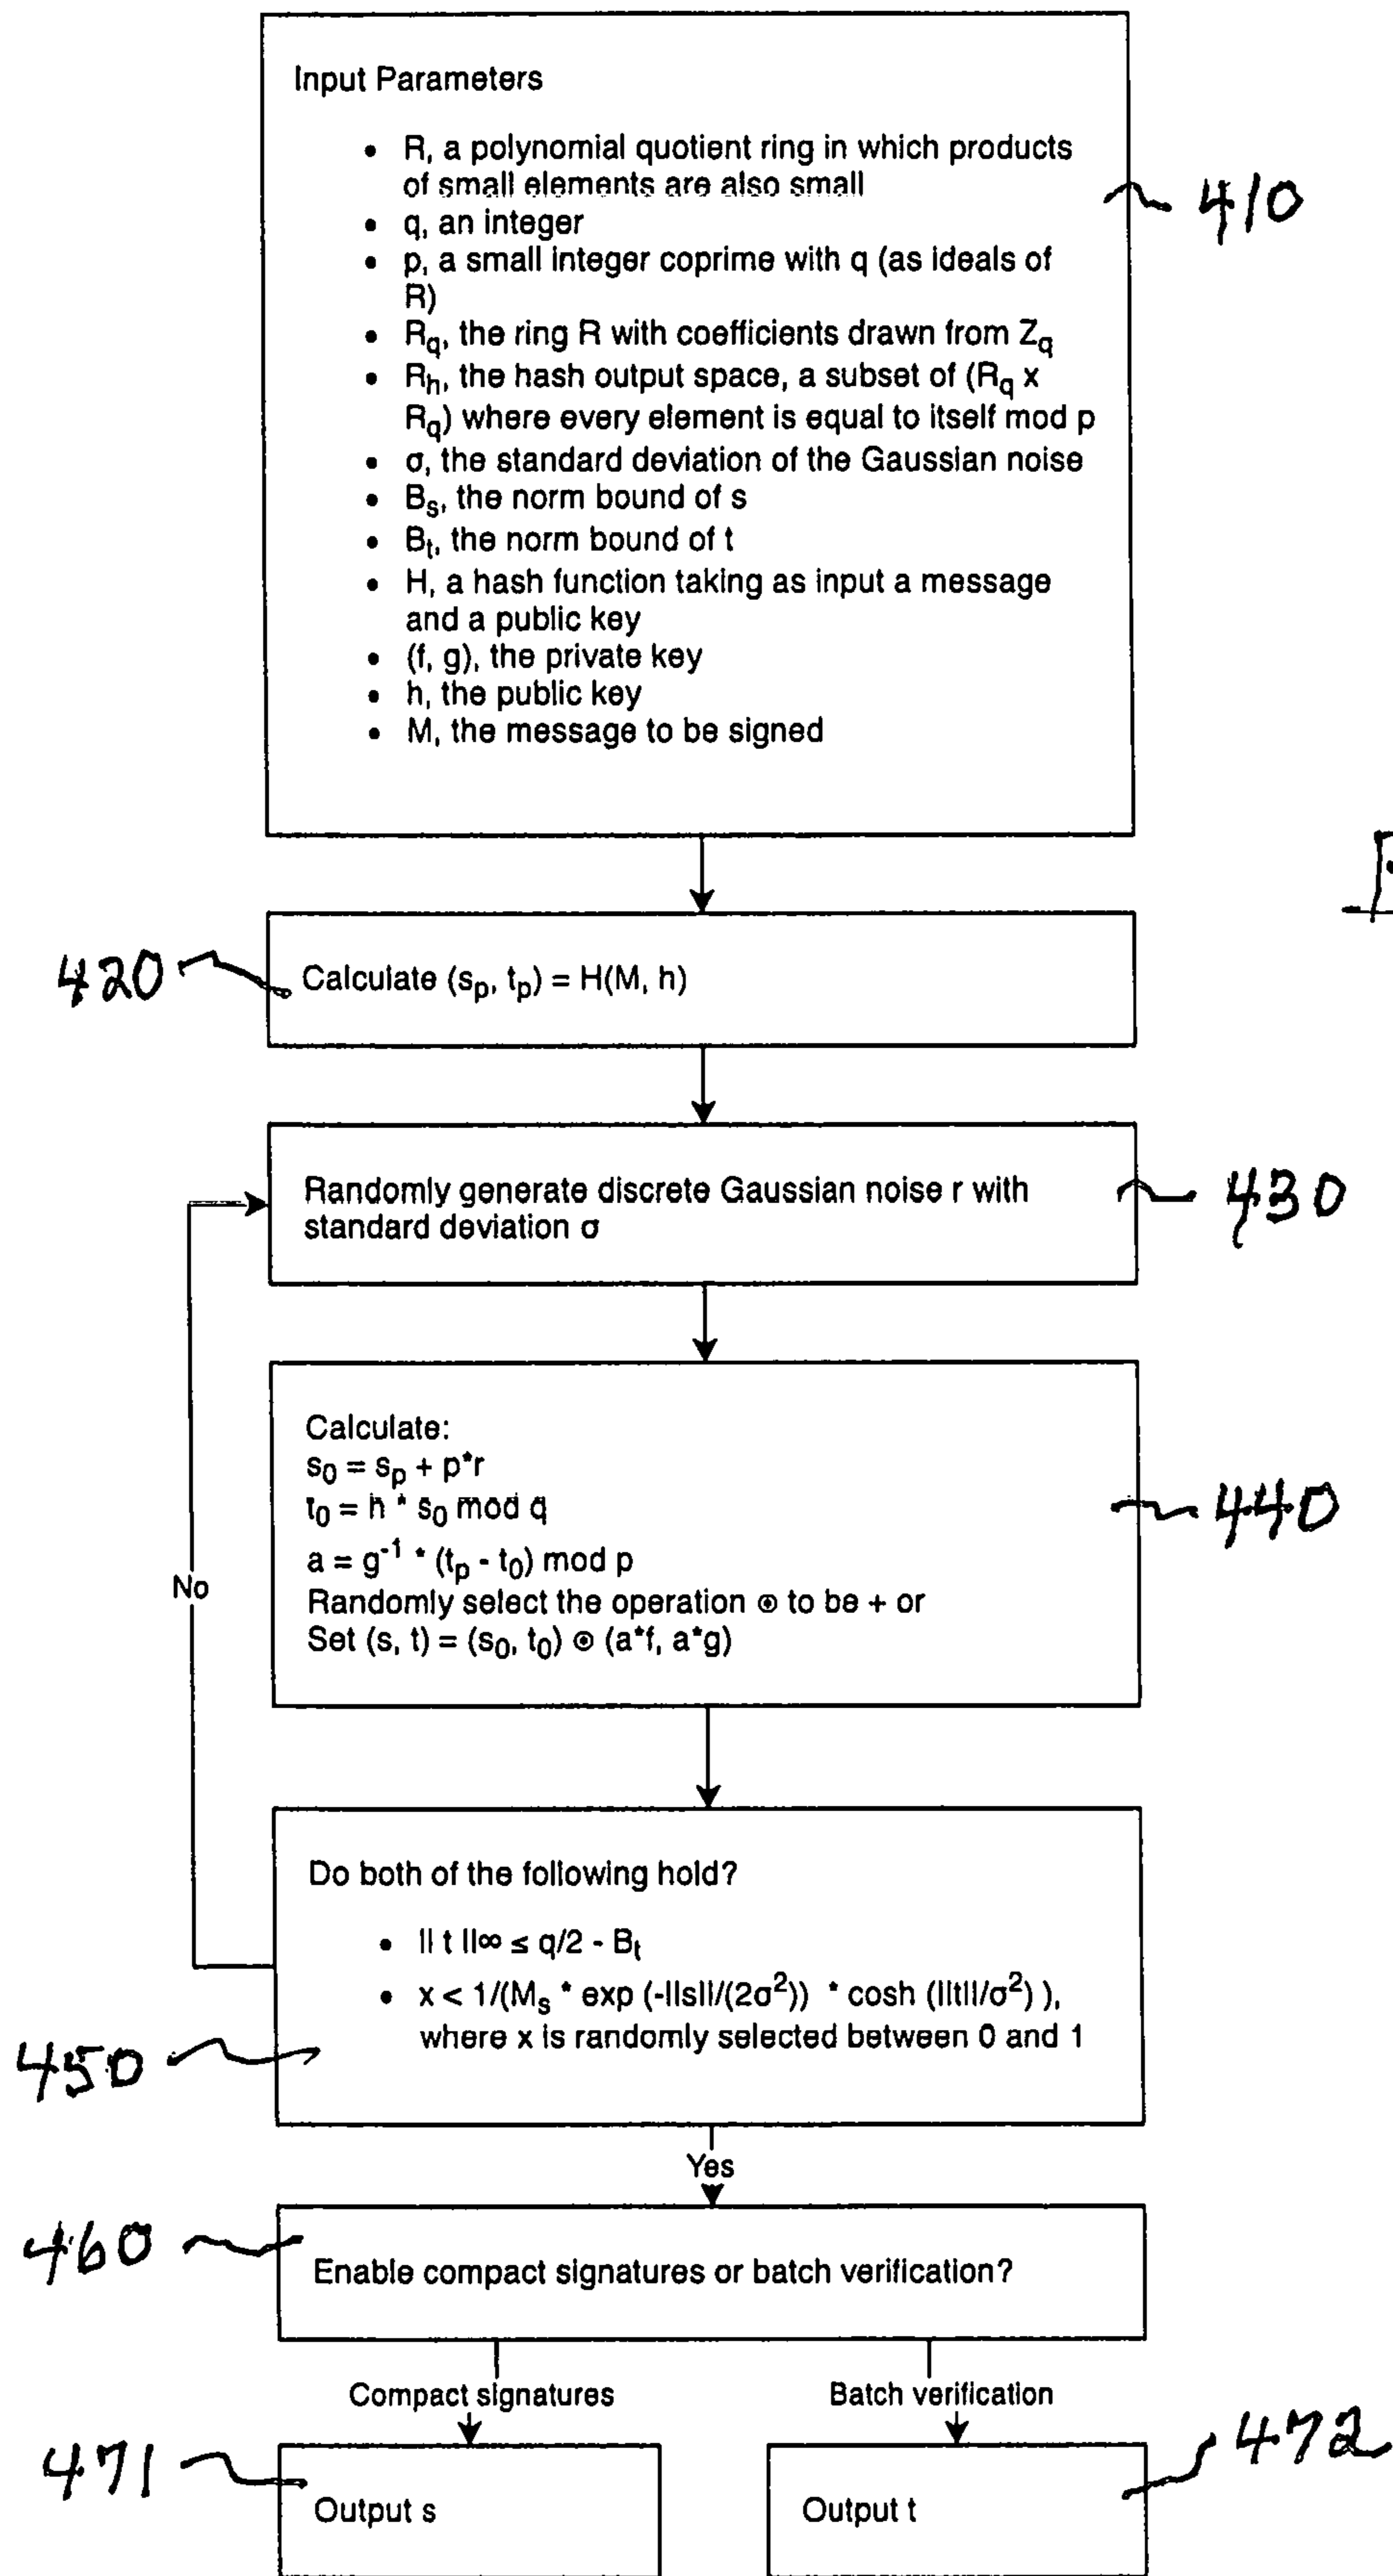 Input Parameters
• R, a polynomial quotient ring in which products
of small elements are also small
• q, an integer
• p, a small integer coprime with q (as ideals of
R)
• Rq, the ring R with coefficients drawn from Zq
• Rh, the hash output space, a subset of (Rq x
Rq) where every element is equal to itself mod p
• σ, the standard deviation of the Gaussian noise
• Bs, the norm bound of s
• Bt, the norm bound of t
• H, a hash function taking as input a message
and a public key
• (f, g), the private key
• h, the public key
• M, the message to be signed
410
420
Calculate (sp, tp) = H(M, h)
Randomly generate discrete Gaussian noise r with
standard deviation σ
430
Calculate:
s0 = sp + p*r
t0 = h * s0 mod q
a = g-1 * (tp - t0) mod p
Randomly select the operation ⊙ to be + or
Set (s, t) = (s0, t0) ⊙ (a*f, a*g)
440
No
Do both of the following hold?
• || t ||∞ ≤ q/2 - Bt
• x < 1/(Ms * exp (-||s||/(2σ2)) * cosh (||t||/σ2) ),
where x is randomly selected between 0 and 1
450
Yes
460
Enable compact signatures or batch verification?
Compact signatures
Batch verification
471
Output s
Output t
472